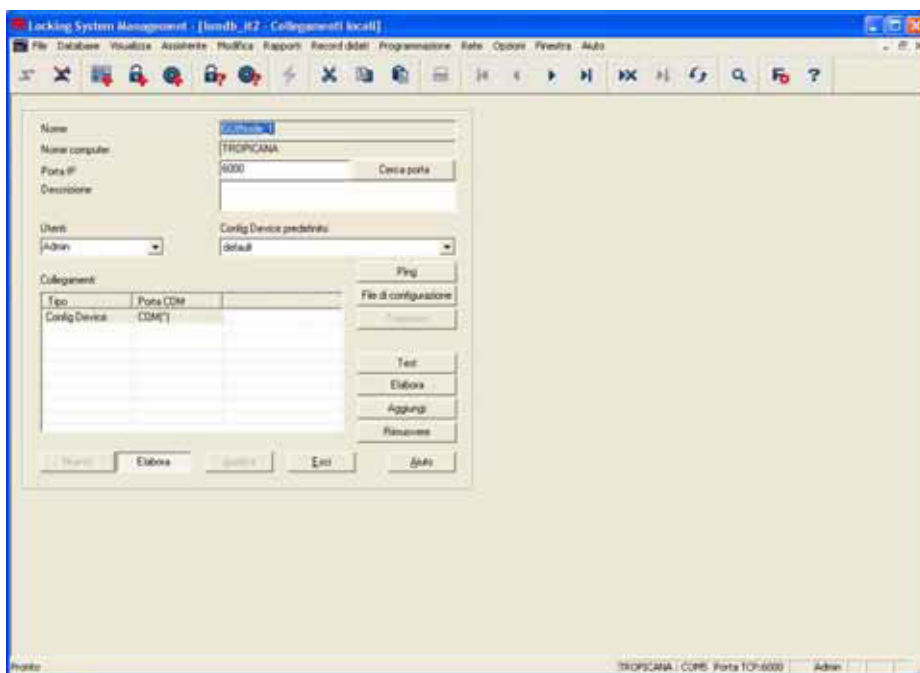 Locking System Management - [lsmdb_it2 - Collegamenti locali]
File Database Visualizza Assistente Modifica Rapporti Record didati Programmazione Rete Opzioni Finestra Aiuto
Nome
Nome computer TROPICANA
Porta IP 6000 Cerca porta
Descrizione
Utenti Config Device predefinito
Admin default
Ping
Collegamenti
File di configurazione
Tipo Porta COM
Config Device COM(*)
Test
Elabora
Aggiungi
Rimuovere
Elabora Esci Aiuto
Pronto TROPICANA COM5 Porta TCP:6000 Admin